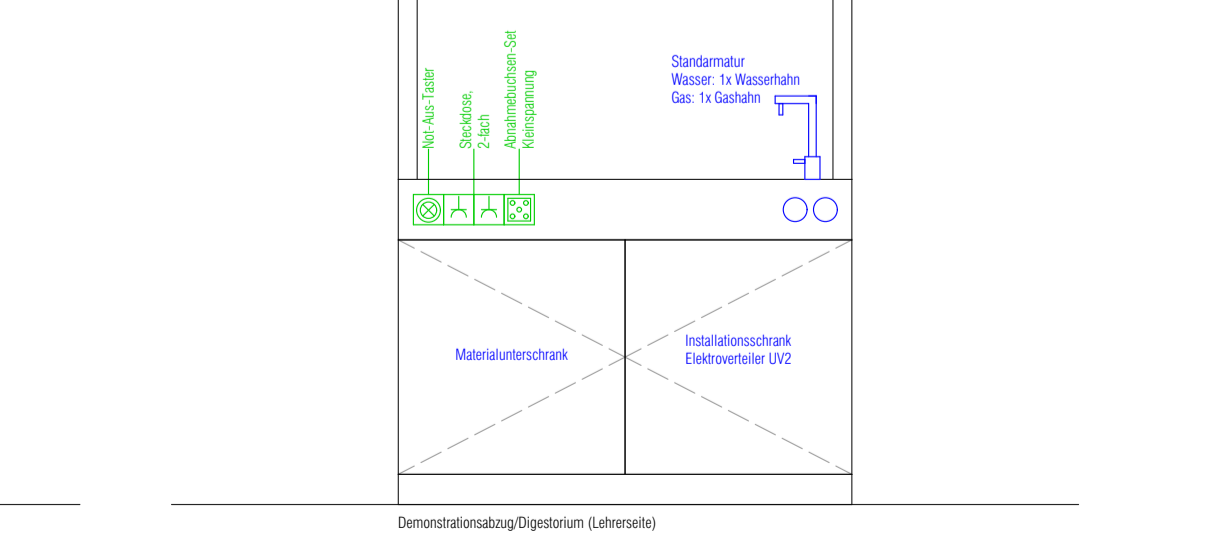 Not-Aus-Taster
Steckdose,
2-fach
Abnahmebuchsen-Set
Kleinspannung
Standarmatur
Wasser: 1x Wasserhahn
Gas: 1x Gashahn
Materialunterschrank
Installationsschrank
Elektroverteiler UV2
Demonstrationsabzug/Digestorium (Lehrerseite)